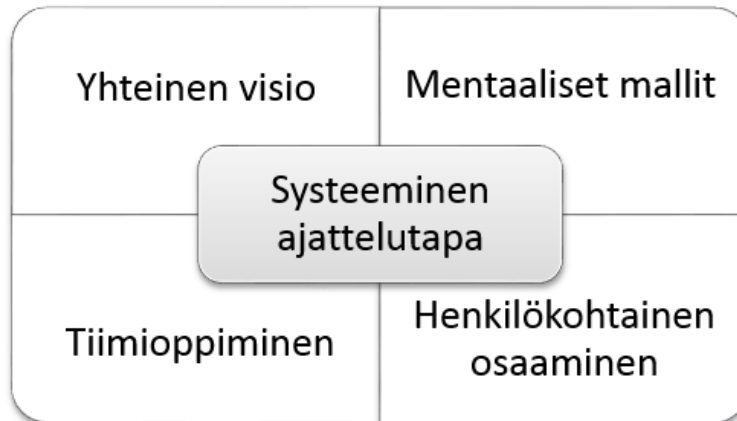 Yhteinen visio
Mentaaliset mallit
Systeeminen
ajattelutapa
Tiimioppiminen
Henkilökohtainen
osaaminen